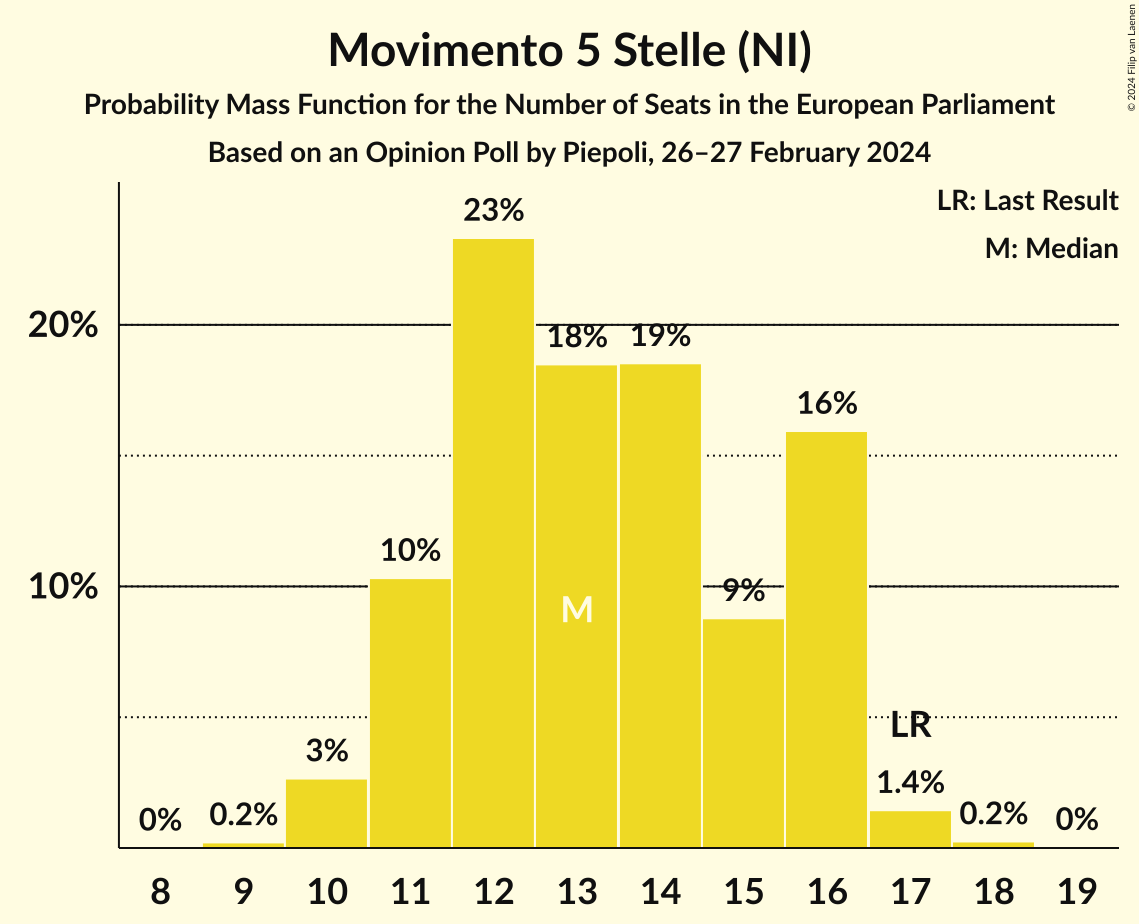 Movimento 5 Stelle (NI)
Probability Mass Function for the Number of Seats in the European Parliament
Based on an Opinion Poll by Piepoli, 26–27 February 2024
© 2024 Filip van Laenen
LR: Last Result
M: Median
20%
10%
0%
0.2%
3%
10%
23%
18%
19%
9%
16%
1.4%
0.2%
0%
M
LR
8 9 10 11 12 13 14 15 16 17 18 19